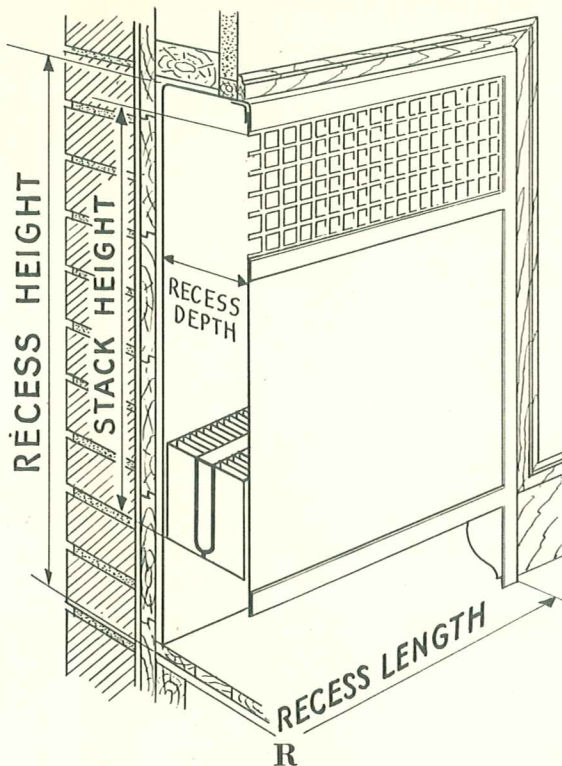 RECESS HEIGHT
STACK HEIGHT
RECESS
DEPTH
RECESS LENGTH
R